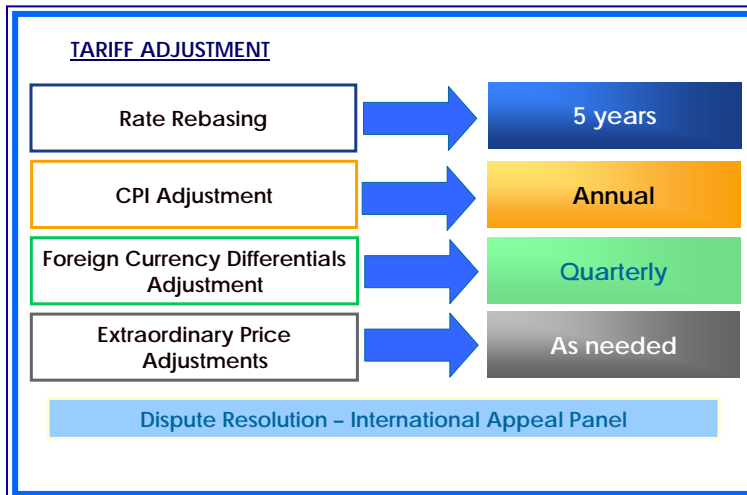 TARIFF ADJUSTMENT
Rate Rebasing
5 years
CPI Adjustment
Annual
Foreign Currency Differentials
Adjustment
Quarterly
Extraordinary Price
Adjustments
As needed
Dispute Resolution – International Appeal Panel